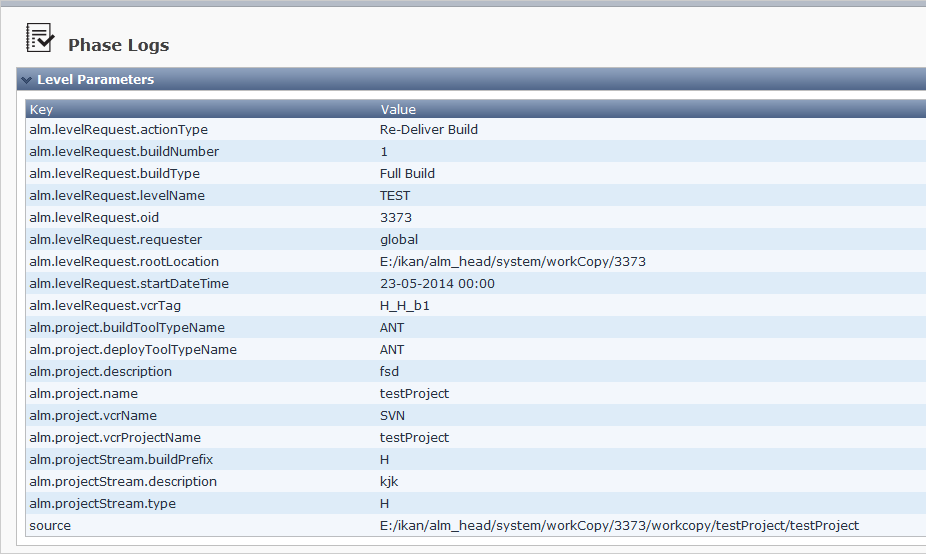 Phase Logs
Level Parameters
Key Value
alm.levelRequest.actionType Re-Deliver Build
alm.levelRequest.buildNumber 1
alm.levelRequest.buildType Full Build
alm.levelRequest.levelName TEST
alm.levelRequest.oid 3373
alm.levelRequest.requester global
alm.levelRequest.rootLocation E:/ikan/alm_head/system/workCopy/3373
alm.levelRequest.startDateTime 23-05-2014 00:00
alm.levelRequest.vcrTag H_H_b1
alm.project.buildToolTypeName ANT
alm.project.deployToolTypeName ANT
alm.project.description fsd
alm.project.name testProject
alm.project.vcrName SVN
alm.project.vcrProjectName testProject
alm.projectStream.buildPrefix H
alm.projectStream.description kjk
alm.projectStream.type H
source E:/ikan/alm_head/system/workCopy/3373/workcopy/testProject/testProject